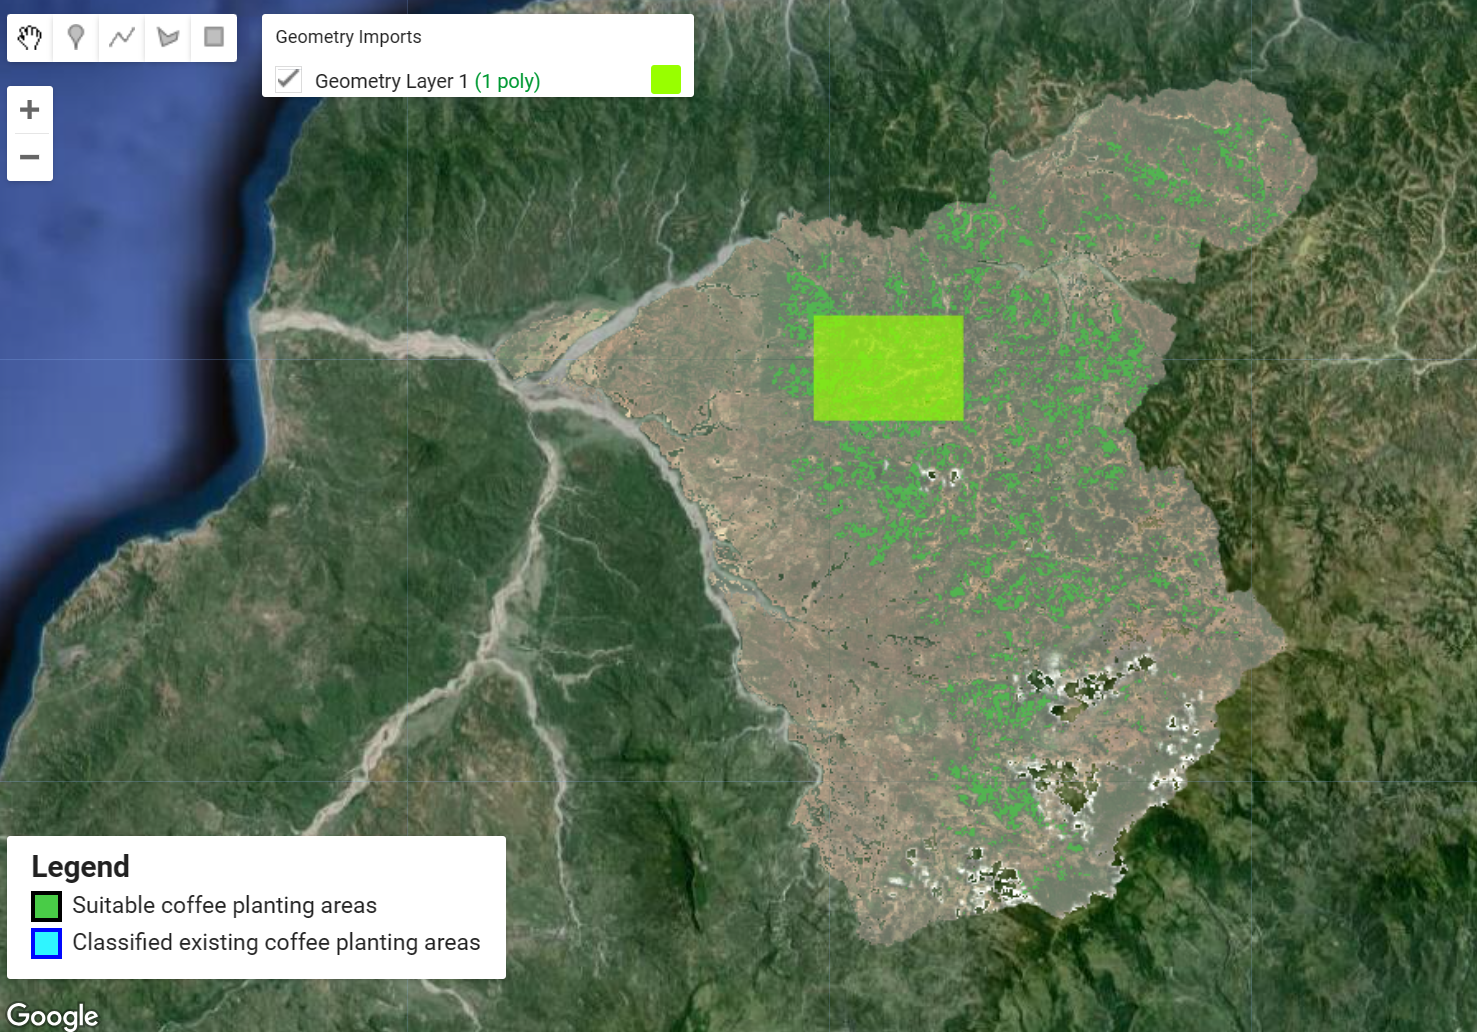 Geometry Imports
Geometry Layer 1 (1 poly)
Legend
Suitable coffee planting areas
Classified existing coffee planting areas
Google